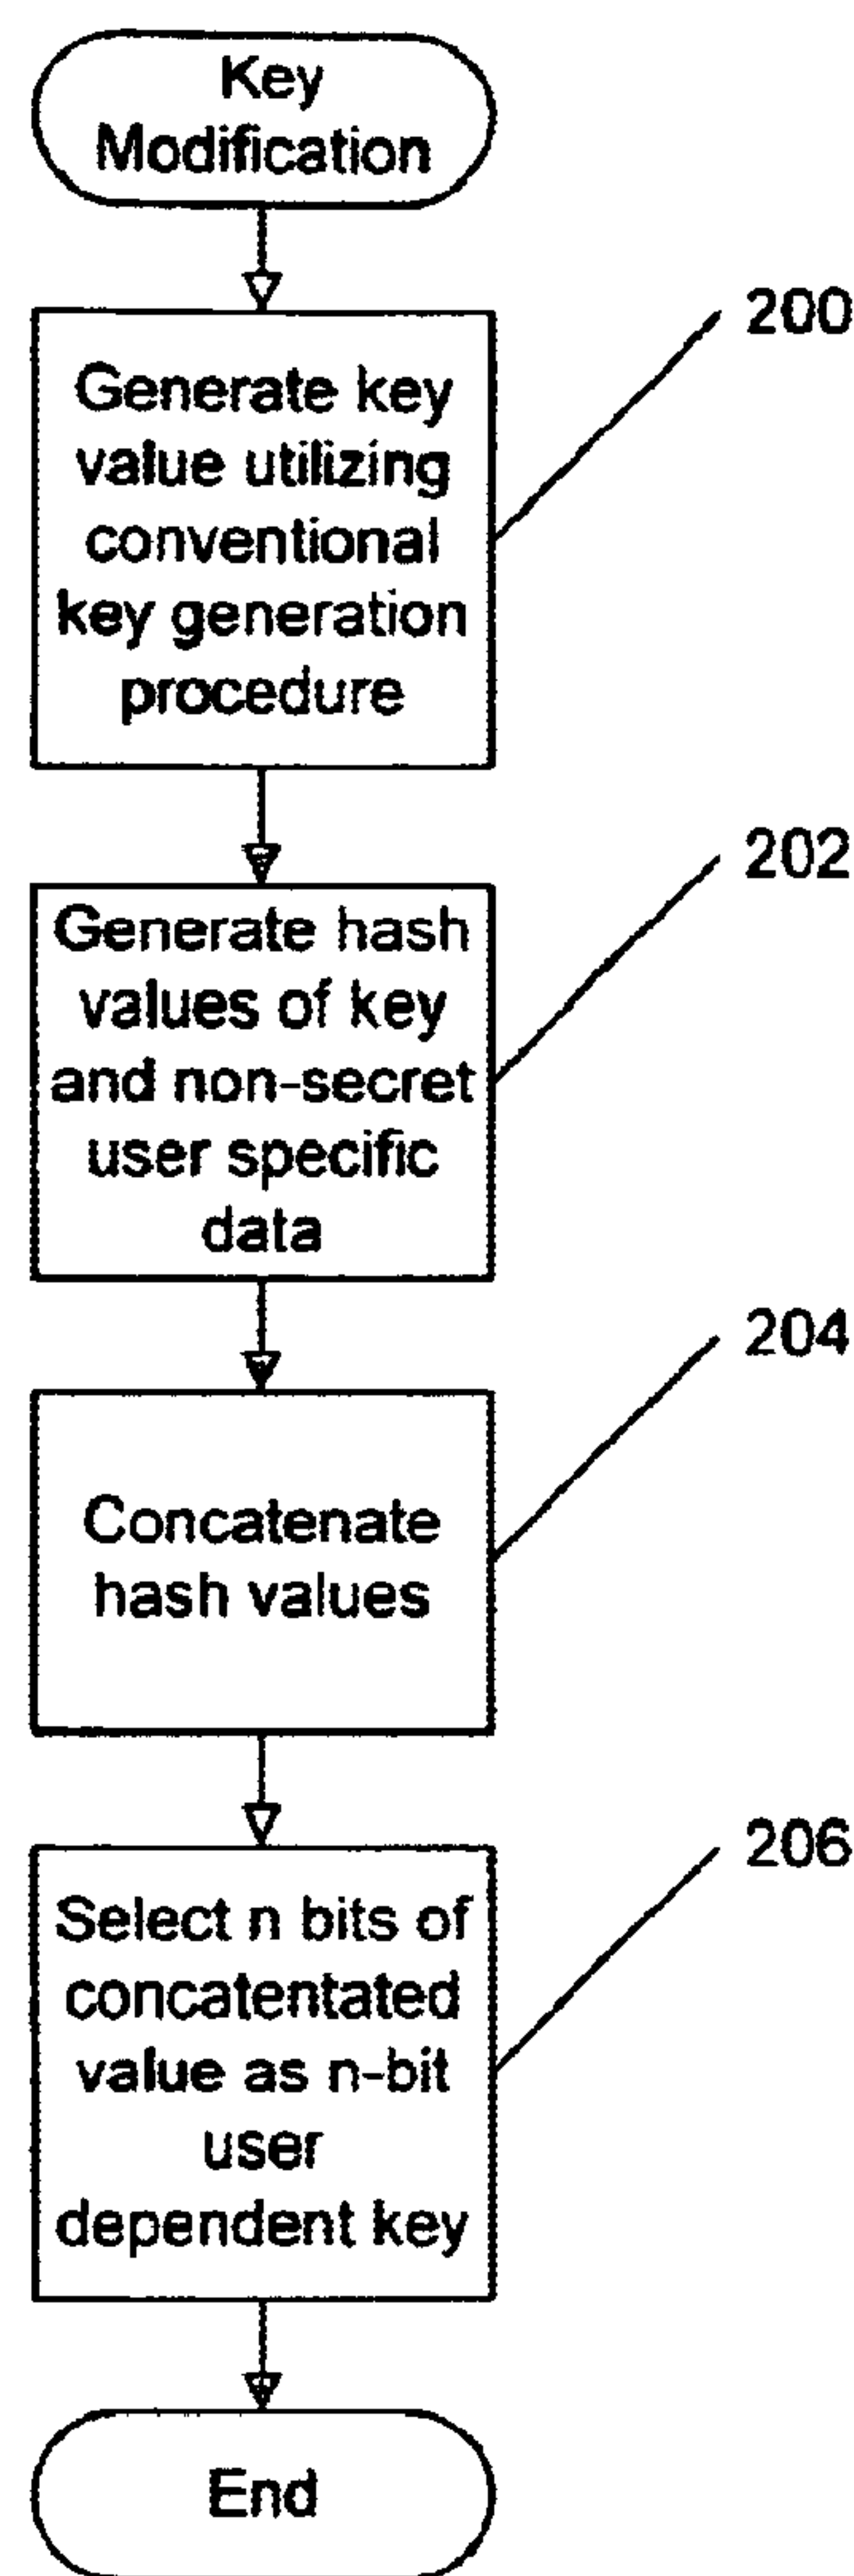 Key
Modification
200
Generate key
value utilizing
conventional
key generation
procedure
202
Generate hash
values of key
and non-secret
user specific
data
204
Concatenate
hash values
206
Select n bits of
concatentated
value as n-bit
user
dependent key
End